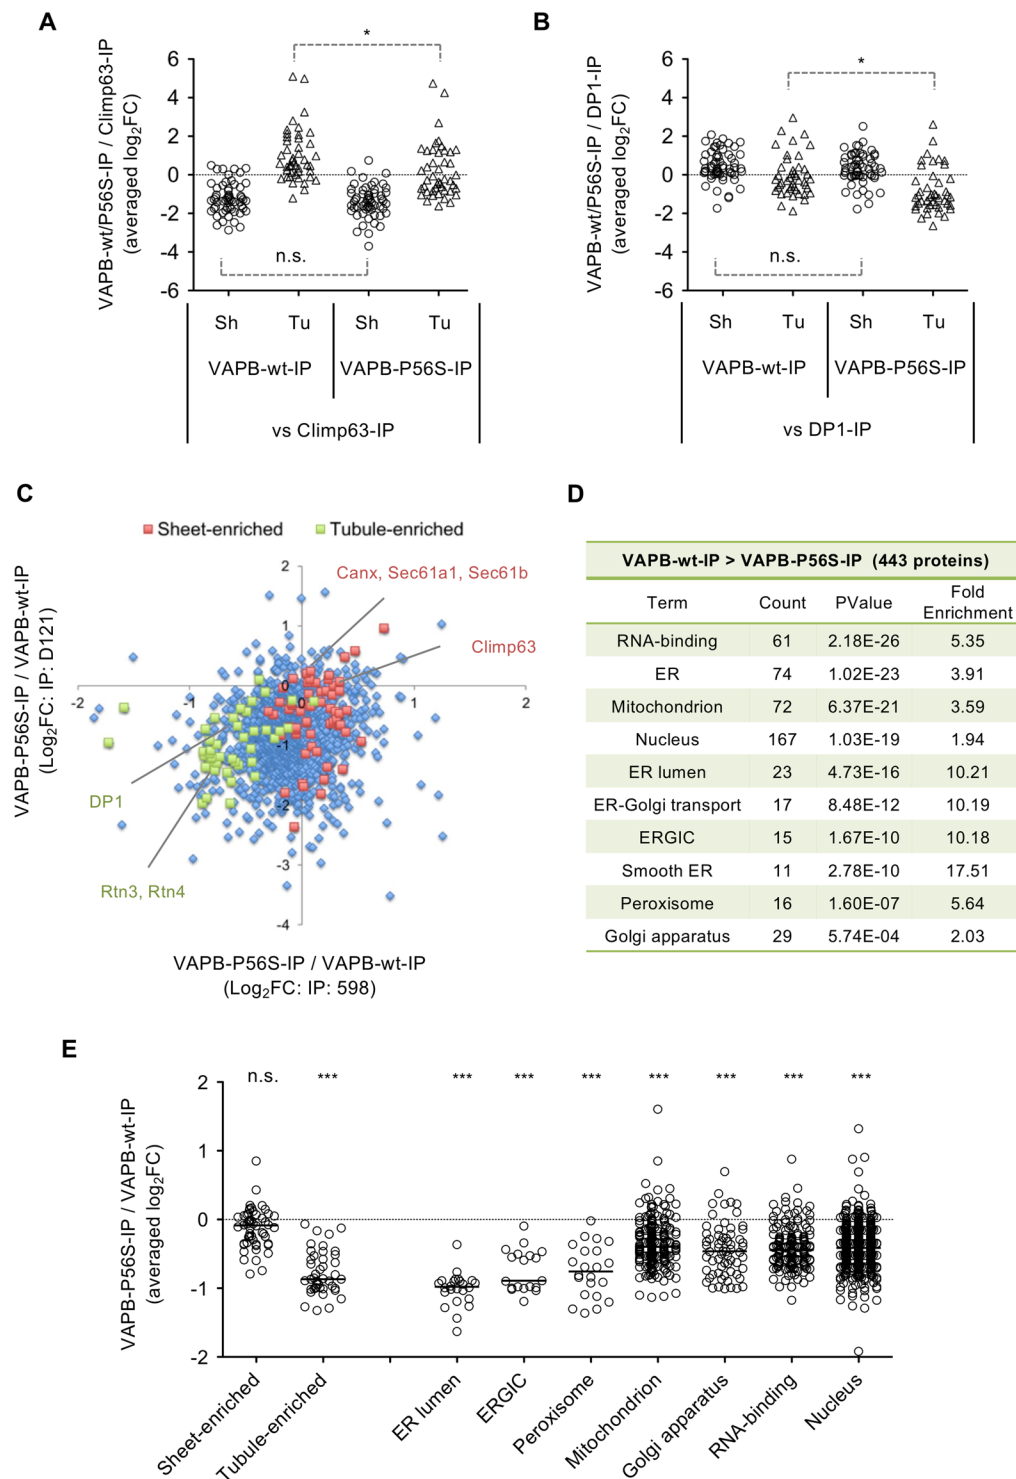 A
VAPB-wt/P56S-IP / Climp63-IP
(averaged log2FC)
6
4
2
0
-2
-4
-6
*
n.s.
Sh Tu Sh Tu
VAPB-wt-IP VAPB-P56S-IP
vs Climp63-IP
B
VAPB-wt/P56S-IP / DP1-IP
(averaged log2FC)
6
4
2
0
-2
-4
-6
*
n.s.
Sh Tu Sh Tu
VAPB-wt-IP VAPB-P56S-IP
vs DP1-IP
C
Sheet-enriched Tubule-enriched
VAPB-P56S-IP / VAPB-wt-IP
(Log2FC: IP: D121)
2
Canx, Sec61a1, Sec61b
1
Climp63
0
-2 -1 0 1 2
-1
DP1
-2
-3
Rtn3, Rtn4
-4
VAPB-P56S-IP / VAPB-wt-IP
(Log2FC: IP: 598)
D
VAPB-wt-IP > VAPB-P56S-IP (443 proteins)
Term Count PValue Fold Enrichment
RNA-binding 61 2.18E-26 5.35
ER 74 1.02E-23 3.91
Mitochondrion 72 6.37E-21 3.59
Nucleus 167 1.03E-19 1.94
ER lumen 23 4.73E-16 10.21
ER-Golgi transport 17 8.48E-12 10.19
ERGIC 15 1.67E-10 10.18
Smooth ER 11 2.78E-10 17.51
Peroxisome 16 1.60E-07 5.64
Golgi apparatus 29 5.74E-04 2.03
E
VAPB-P56S-IP / VAPB-wt-IP
(averaged log2FC)
n.s. *** *** *** *** *** *** *** ***
2
1
0
-1
-2
Sheet-enriched
Tubule-enriched
ER lumen
ERGIC
Peroxisome
Mitochondrion
Golgi apparatus
RNA-binding
Nucleus